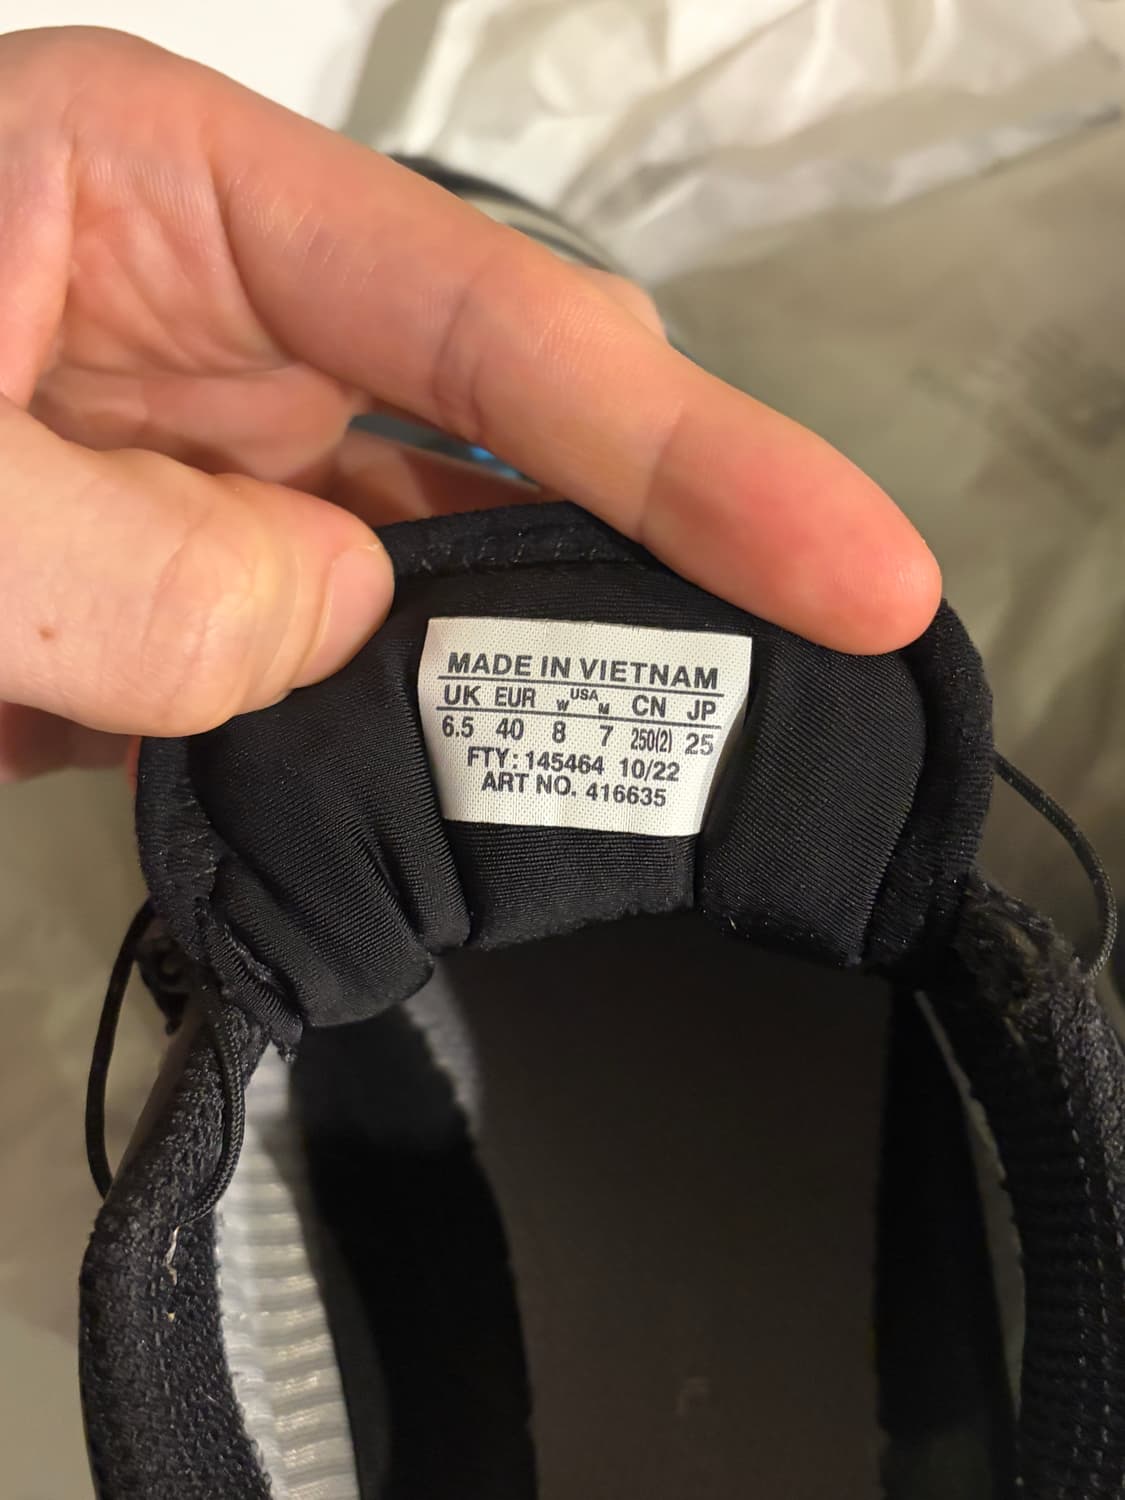 MADE IN VIETNAM
UK EUR W USA M CN JP
6.5 40 8 7 250(2) 25
FTY: 145464 10/22
ART NO. 416635